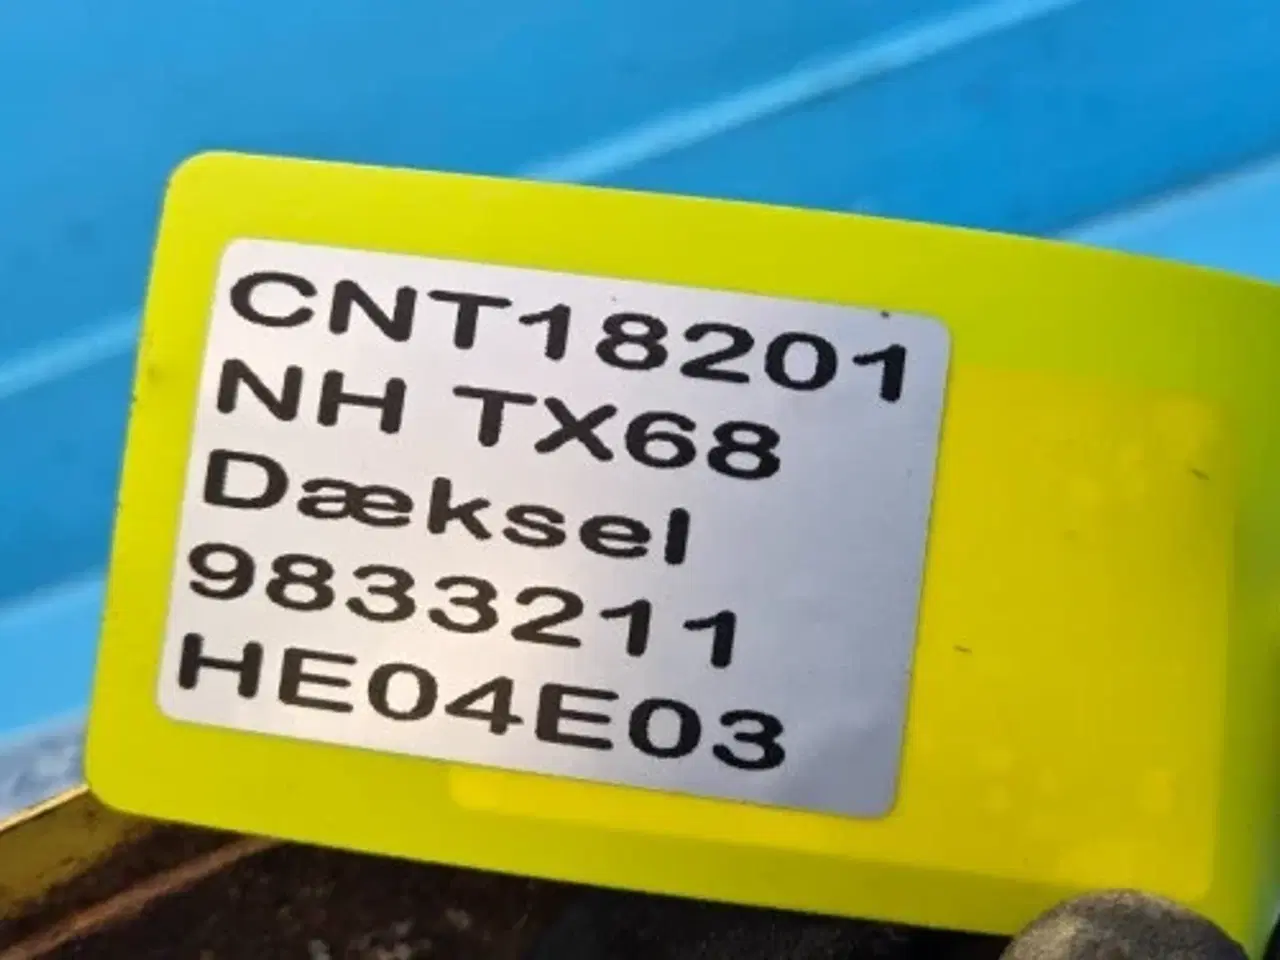 CNT18201
NH TX68
Dæksel
9833211
HE04E03